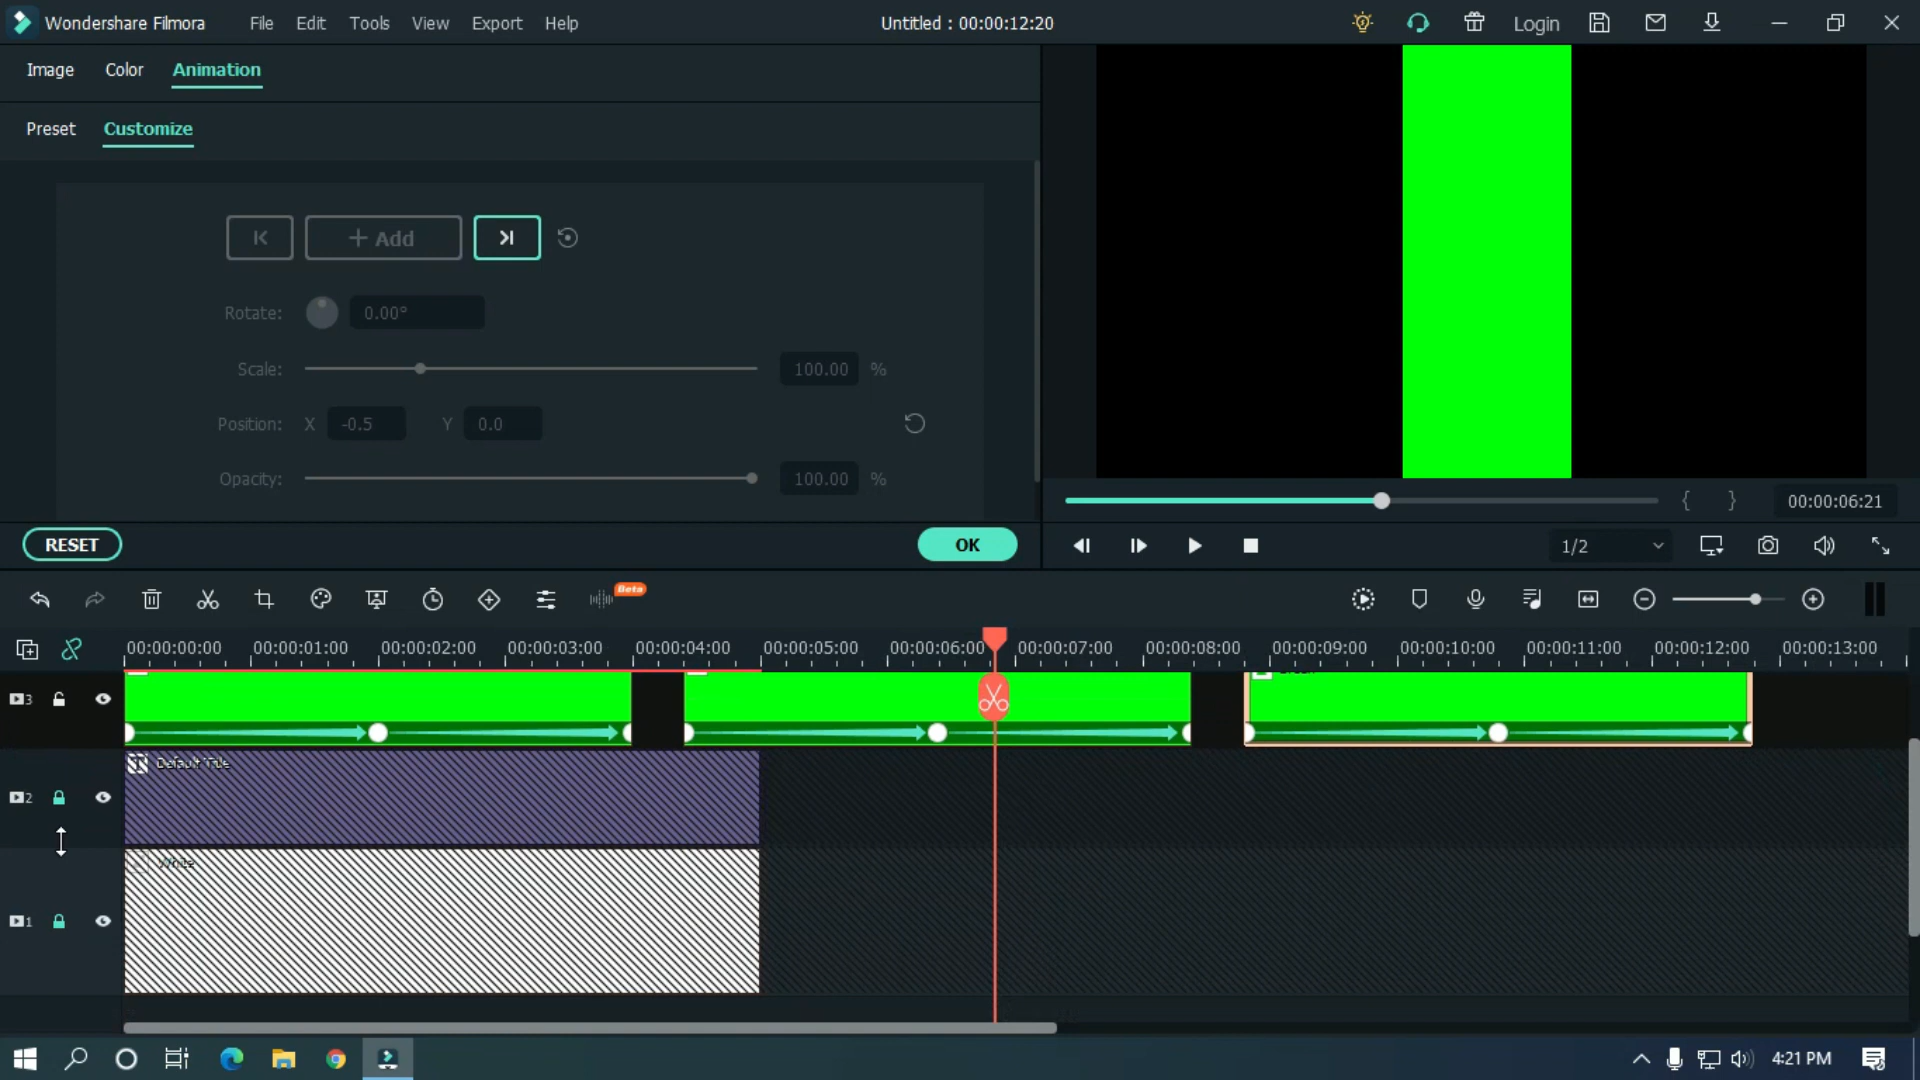 Wondershare Filmora File Edit Tools View Export Help Untitled : 00:00:12:20 Login
Image Color Animation
Preset Customize
+ Add
Rotate: 0.00°
Scale: 100.00 %
Position: X -0.5 Y 0.0
Opacity: 100.00 %
{ } 00:00:06:21
RESET OK
1/2
Beta
00:00:00:00 00:00:01:00 00:00:02:00 00:00:03:00 00:00:04:00 00:00:05:00 00:00:06:00 00:00:07:00 00:00:08:00 00:00:09:00 00:00:10:00 00:00:11:00 00:00:12:00 00:00:13:00
3
Default Title
2
White
1
4:21 PM